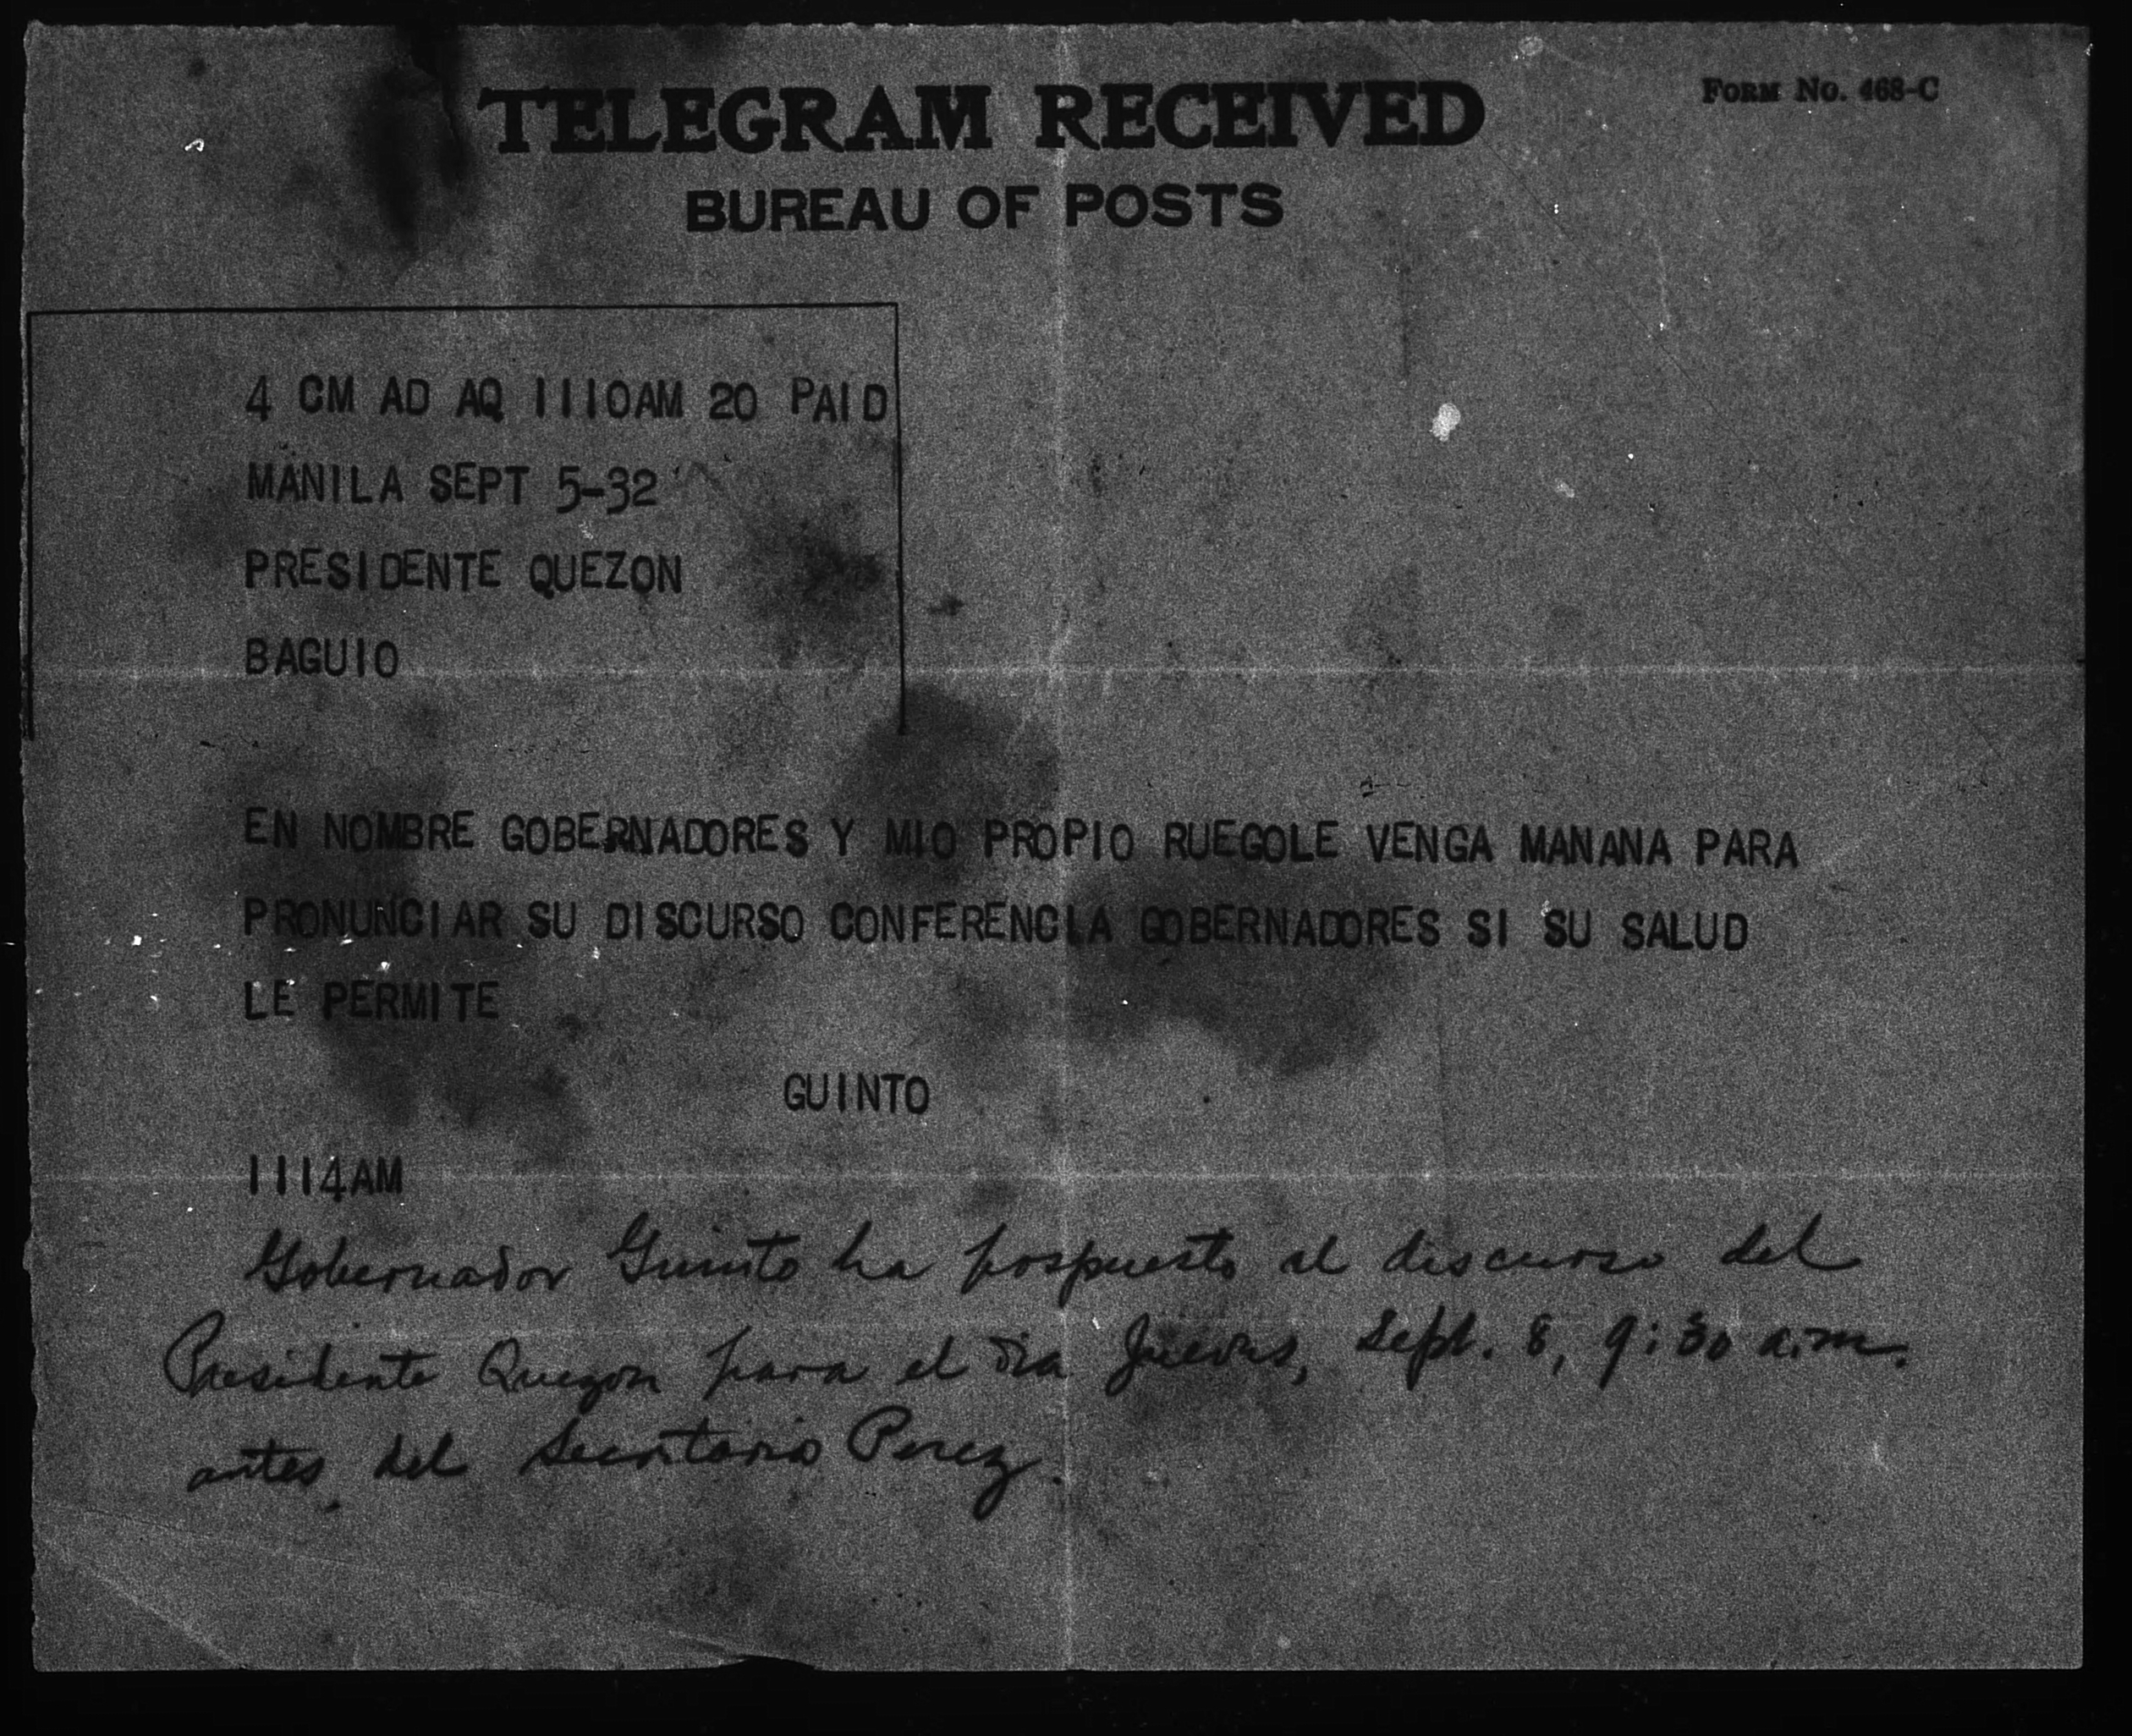 TELEGRAM RECEIVED
FORM NO. 468-C
BUREAU OF POSTS
4 CM AD AQ 1110AM 20 PAID
MANILA SEPT 5-32
PRESIDENTE QUEZON
BAGUIO
EN NOMBRE GOBERNADORES Y MIO PROPIO RUEGOLE VENGA MANANA PARA
PRONUNCIAR SU DISCURSO CONFERENCIA GOBERNADORES SI SU SALUD
LE PERMITE
GUINTO
1114AM
Gobernador Guinto ha pospuesto el discurso del
Presidente Quezon para el dia Jueves, Sept. 8, 9:30 a.m.
antes del Secretario Perez.